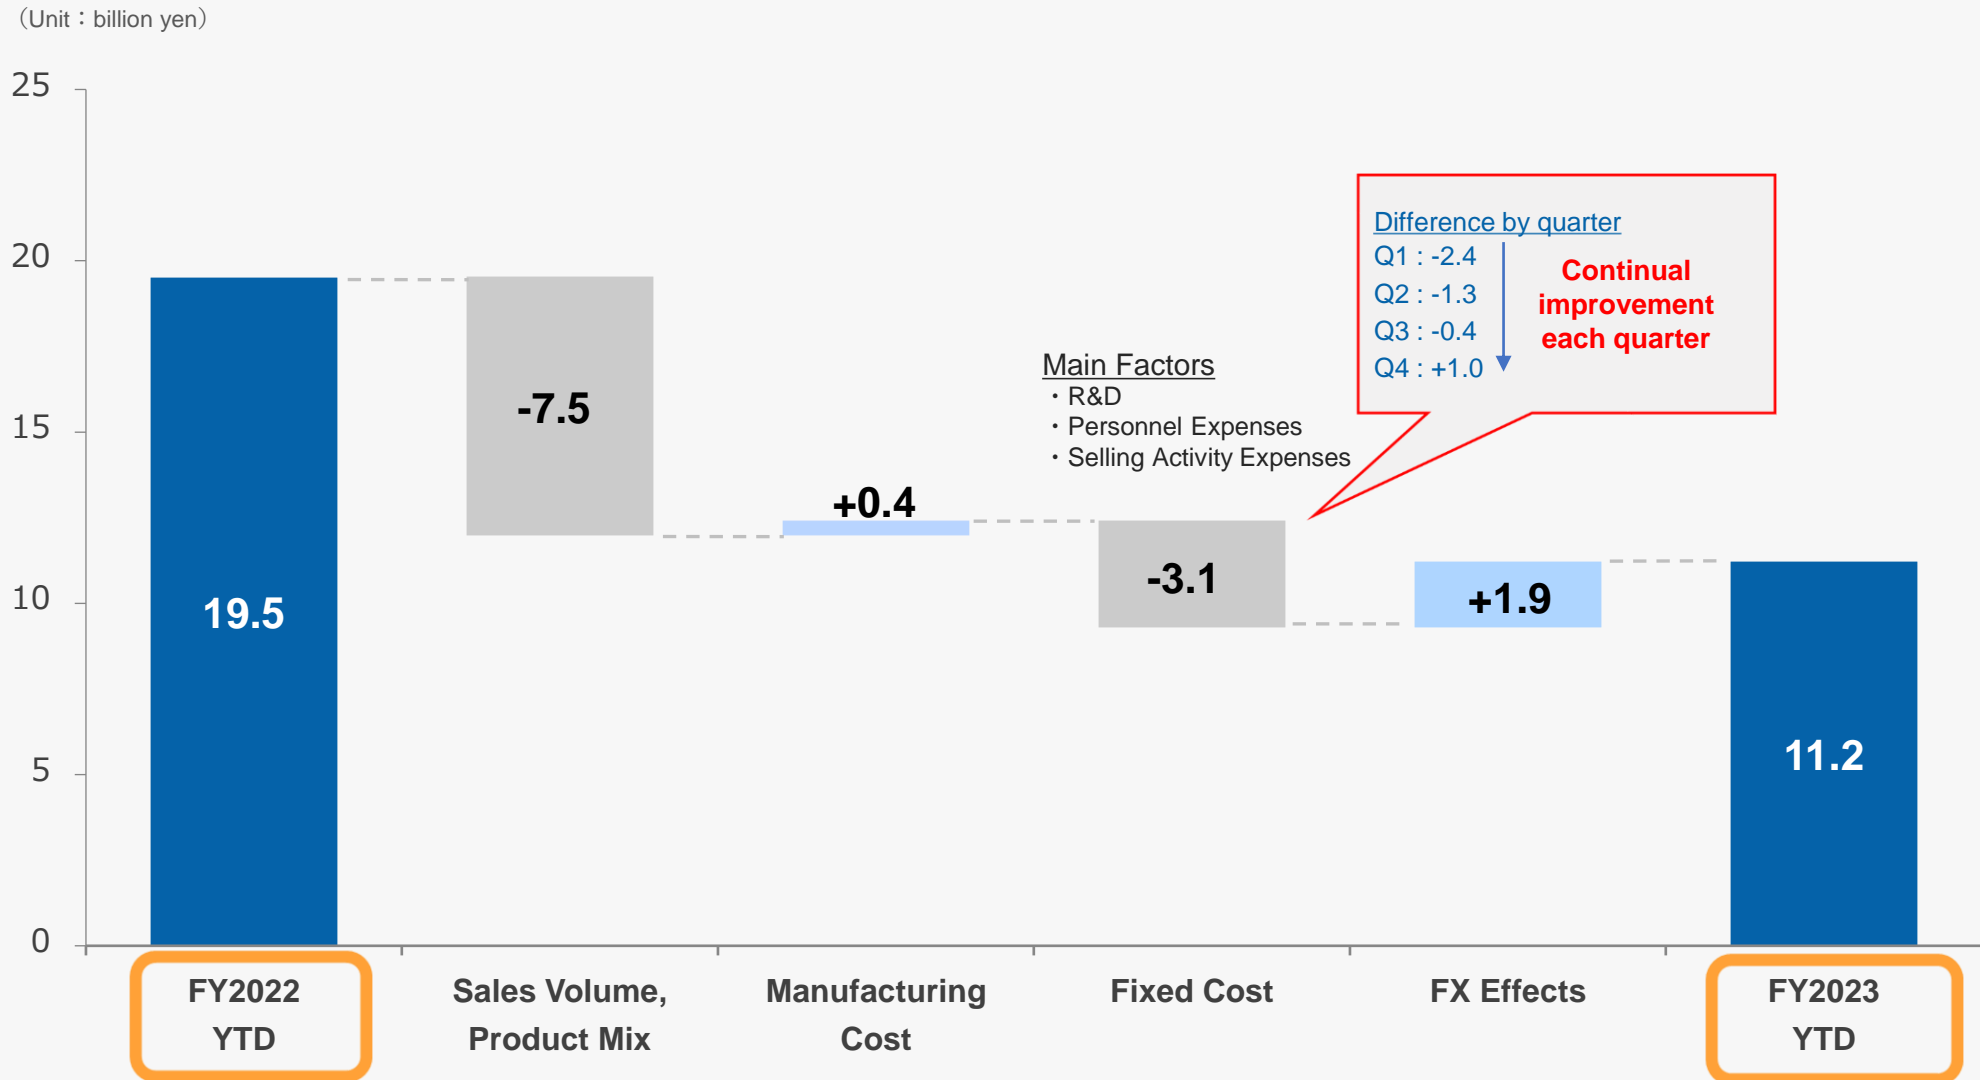 （Unit：billion yen）
25
20
15
10
5
0
19.5
-7.5
+0.4
Main Factors
・R&D
・Personnel Expenses
・Selling Activity Expenses
-3.1
Difference by quarter
Q1 : -2.4
Q2 : -1.3
Q3 : -0.4
Q4 : +1.0
Continual
improvement
each quarter
+1.9
11.2
FY2022
YTD
Sales Volume,
Product Mix
Manufacturing
Cost
Fixed Cost
FX Effects
FY2023
YTD